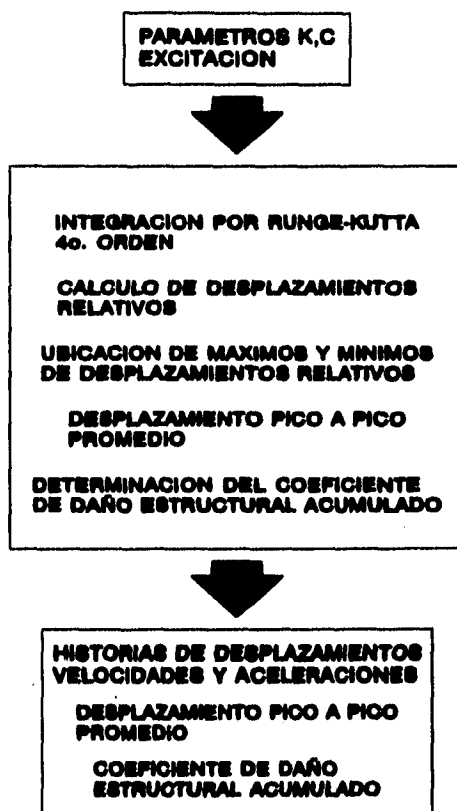 PARAMETROS K,C
EXCITACION
INTEGRACION POR RUNGE-KUTTA
4o. ORDEN
CALCULO DE DESPLAZAMIENTOS
RELATIVOS
UBICACION DE MAXIMOS Y MINIMOS
DE DESPLAZAMIENTOS RELATIVOS
DESPLAZAMIENTO PICO A PICO
PROMEDIO
DETERMINACION DEL COEFICIENTE
DE DAÑO ESTRUCTURAL ACUMULADO
HISTORIAS DE DESPLAZAMIENTOS
VELOCIDADES Y ACELERACIONES
DESPLAZAMIENTO PICO A PICO
PROMEDIO
COEFICIENTE DE DAÑO
ESTRUCTURAL ACUMULADO